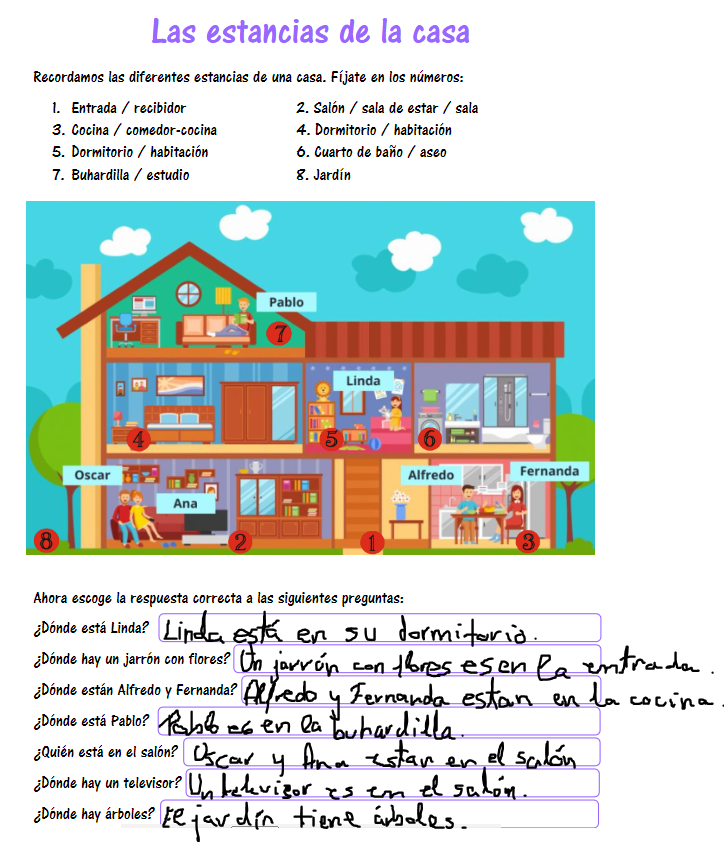 Las estancias de la casa
Recordamos las diferentes estancias de una casa. Fíjate en los números:
1. Entrada / recibidor
2. Salón / sala de estar / sala
3. Cocina / comedor-cocina
4. Dormitorio / habitación
5. Dormitorio / habitación
6. Cuarto de baño / aseo
7. Buhardilla / estudio
8. Jardín
Pablo
7
Linda
4
5
6
Oscar
Ana
Alfredo
Fernanda
8
2
1
3
Ahora escoge la respuesta correcta a las siguientes preguntas:
¿Dónde está Linda? Linda está en su dormitorio.
¿Dónde hay un jarrón con flores? Un jarrón con flores es en la entrada.
¿Dónde están Alfredo y Fernanda? Alfredo y Fernanda estan en la cocina.
¿Dónde está Pablo? Pablo es en la buhardilla.
¿Quién está en el salón? Oscar y Ana estan en el salón
¿Dónde hay un televisor? Un televisor es en el salón.
¿Dónde hay árboles? El jardín tiene árboles.